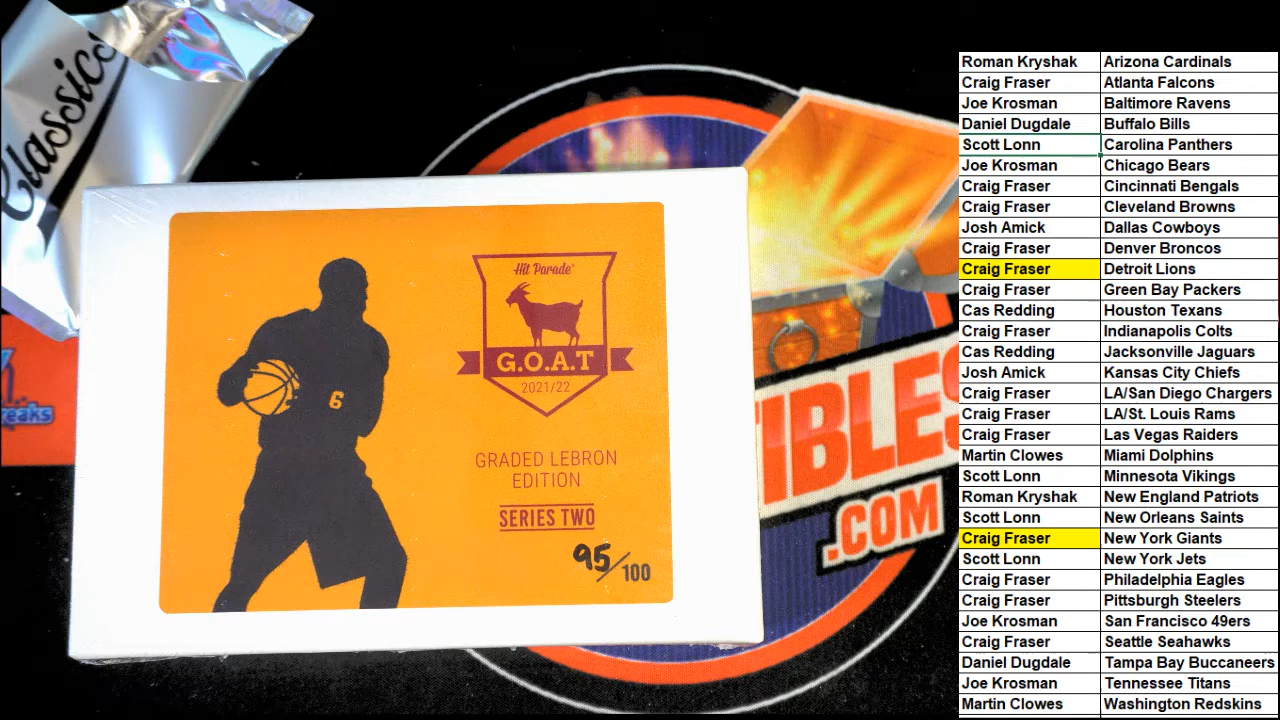 Classics
eaks
Hit Parade
G.O.A.T
2021/22
6
GRADED LEBRON
EDITION
SERIES TWO
95/100
IBLES
.COM
Roman Kryshak Arizona Cardinals
Craig Fraser Atlanta Falcons
Joe Krosman Baltimore Ravens
Daniel Dugdale Buffalo Bills
Scott Lonn Carolina Panthers
Joe Krosman Chicago Bears
Craig Fraser Cincinnati Bengals
Craig Fraser Cleveland Browns
Josh Amick Dallas Cowboys
Craig Fraser Denver Broncos
Craig Fraser Detroit Lions
Craig Fraser Green Bay Packers
Cas Redding Houston Texans
Craig Fraser Indianapolis Colts
Cas Redding Jacksonville Jaguars
Josh Amick Kansas City Chiefs
Craig Fraser LA/San Diego Chargers
Craig Fraser LA/St. Louis Rams
Craig Fraser Las Vegas Raiders
Martin Clowes Miami Dolphins
Scott Lonn Minnesota Vikings
Roman Kryshak New England Patriots
Scott Lonn New Orleans Saints
Craig Fraser New York Giants
Scott Lonn New York Jets
Craig Fraser Philadelphia Eagles
Craig Fraser Pittsburgh Steelers
Joe Krosman San Francisco 49ers
Craig Fraser Seattle Seahawks
Daniel Dugdale Tampa Bay Buccaneers
Joe Krosman Tennessee Titans
Martin Clowes Washington Redskins